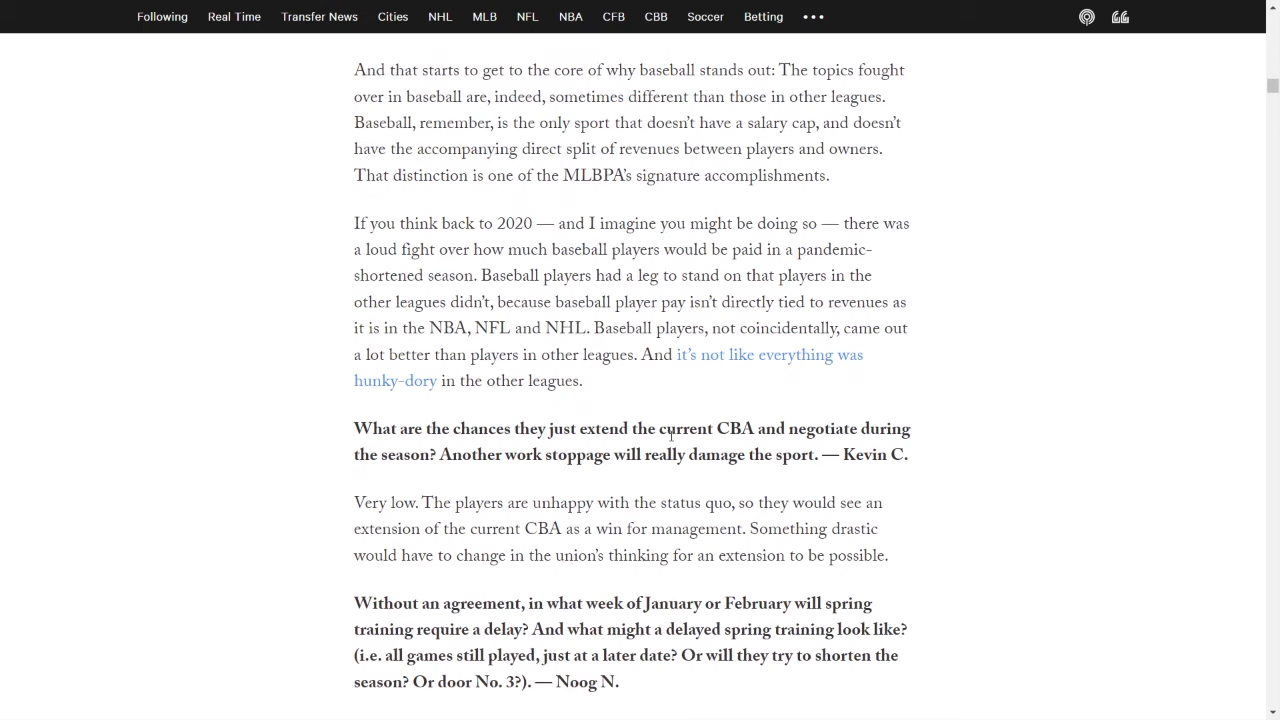 Following Real Time Transfer News Cities NHL MLB NFL NBA CFB CBB Soccer Betting
And that starts to get to the core of why baseball stands out: The topics fought
over in baseball are, indeed, sometimes different than those in other leagues.
Baseball, remember, is the only sport that doesn’t have a salary cap, and doesn’t
have the accompanying direct split of revenues between players and owners.
That distinction is one of the MLBPA’s signature accomplishments.
If you think back to 2020 — and I imagine you might be doing so — there was
a loud fight over how much baseball players would be paid in a pandemic-
shortened season. Baseball players had a leg to stand on that players in the
other leagues didn’t, because baseball player pay isn’t directly tied to revenues as
it is in the NBA, NFL and NHL. Baseball players, not coincidentally, came out
a lot better than players in other leagues. And it’s not like everything was
hunky-dory in the other leagues.
What are the chances they just extend the current CBA and negotiate during
the season? Another work stoppage will really damage the sport. — Kevin C.
Very low. The players are unhappy with the status quo, so they would see an
extension of the current CBA as a win for management. Something drastic
would have to change in the union’s thinking for an extension to be possible.
Without an agreement, in what week of January or February will spring
training require a delay? And what might a delayed spring training look like?
(i.e. all games still played, just at a later date? Or will they try to shorten the
season? Or door No. 3?). — Noog N.